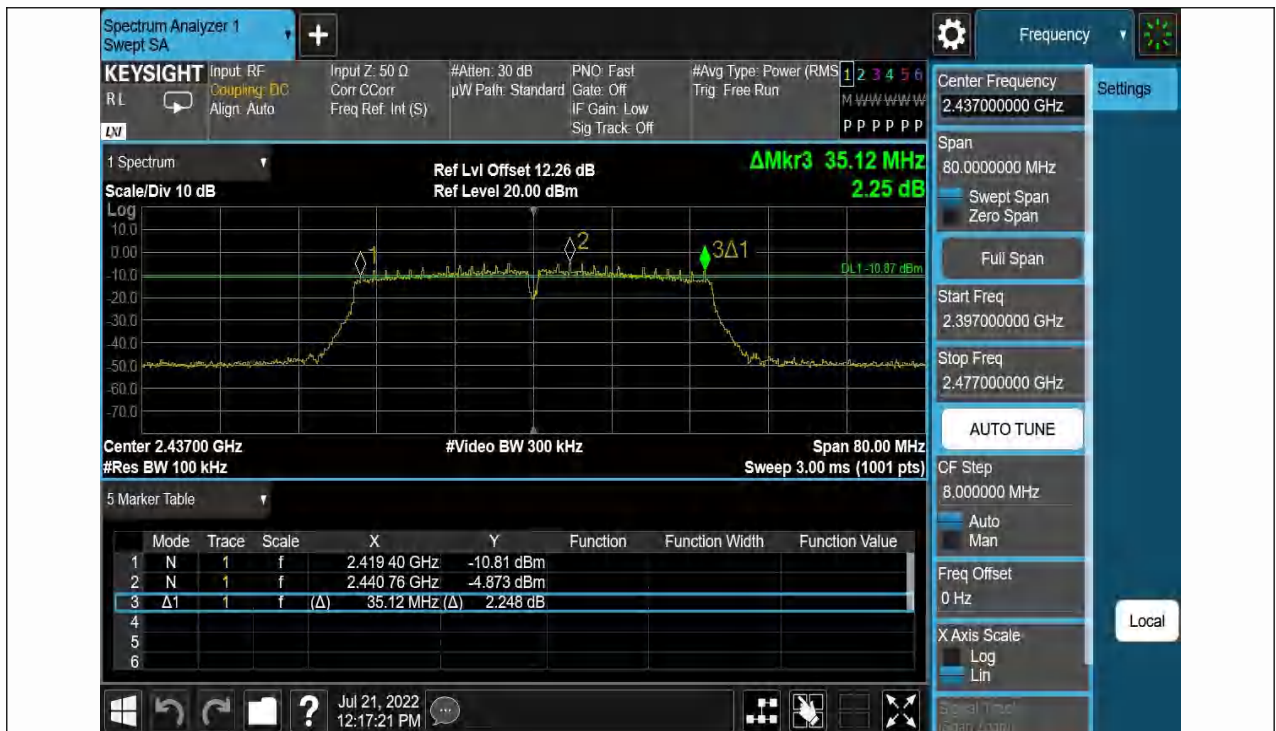 Spectrum Analyzer 1
Swept SA
+
Frequency
KEYSIGHT
RL
LXI
Input: RF
Coupling: DC
Align: Auto
Input Z: 50 Ω
Corr CCorr
Freq Ref: Int (S)
#Atten: 30 dB
µW Path: Standard
PNO: Fast
Gate: Off
IF Gain: Low
Sig Track: Off
#Avg Type: Power (RMS
Trig: Free Run
1 2 3 4 5 6
M W W W W W
P P P P P P
1 Spectrum
Scale/Div 10 dB
Ref Lvl Offset 12.26 dB
Ref Level 20.00 dBm
ΔMkr3 35.12 MHz
2.25 dB
Log
10.0
0.00
-10.0
-20.0
-30.0
-40.0
-50.0
-60.0
-70.0
1
2
3Δ1
DL1 -10.87 dBm
Center 2.43700 GHz
#Video BW 300 kHz
Span 80.00 MHz
#Res BW 100 kHz
Sweep 3.00 ms (1001 pts)
5 Marker Table
Mode Trace Scale X Y Function Function Width Function Value
1 N 1 f 2.419 40 GHz -10.81 dBm
2 N 1 f 2.440 76 GHz -4.873 dBm
3 Δ1 1 f (Δ) 35.12 MHz (Δ) 2.248 dB
4
5
6
Jul 21, 2022
12:17:21 PM
Center Frequency
2.437000000 GHz
Settings
Span
80.0000000 MHz
Swept Span
Zero Span
Full Span
Start Freq
2.397000000 GHz
Stop Freq
2.477000000 GHz
AUTO TUNE
CF Step
8.000000 MHz
Auto
Man
Freq Offset
0 Hz
X Axis Scale
Log
Lin
Local
Signal Track
(Span Zoom)